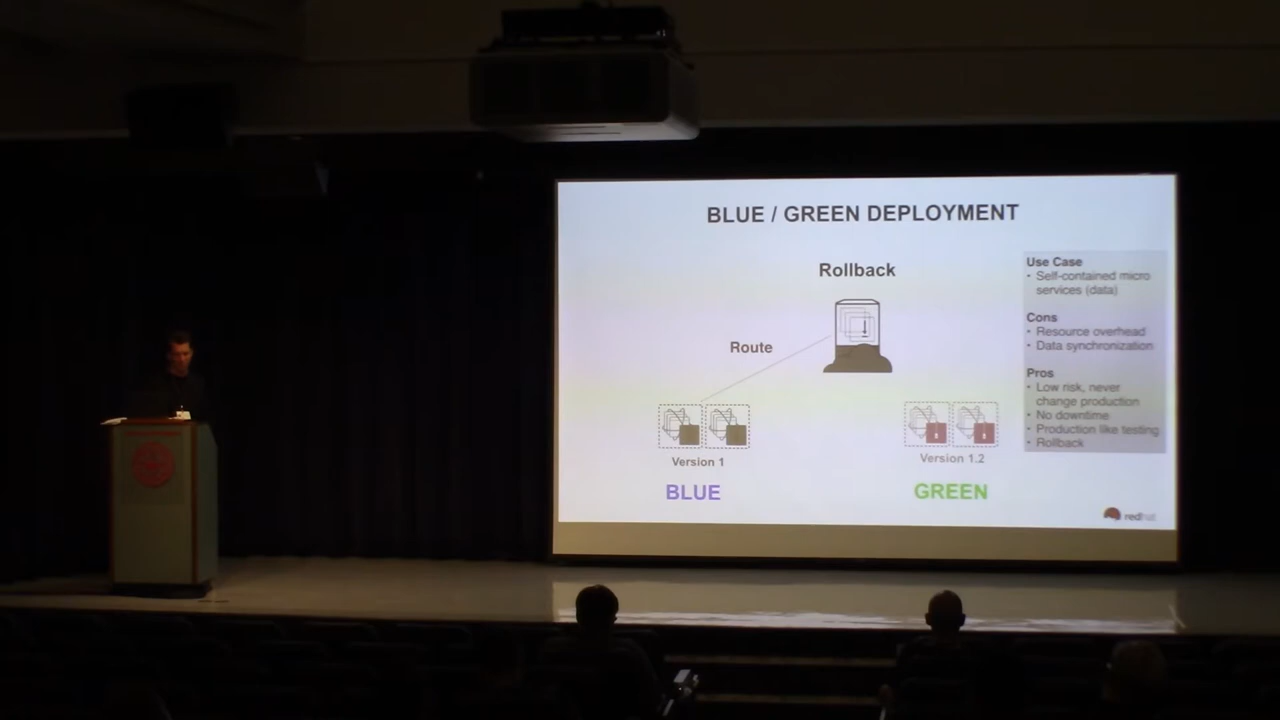 BLUE / GREEN DEPLOYMENT
Rollback
Route
Version 1
BLUE
Version 1.2
GREEN
Use Case
• Self-contained micro
services (data)
Cons
• Resource overhead
• Data synchronization
Pros
• Low risk, never
change production
• No downtime
• Production like testing
• Rollback
redhat